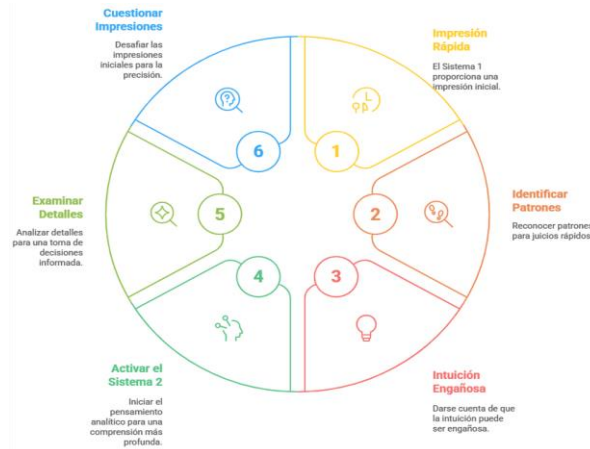 Impresión
Rápida
El Sistema 1
proporciona una
impresión inicial.
1
Identificar
Patrones
Reconocer patrones
para juicios rápidos
2
Intuición
Engañosa
Darse cuenta de que
la intuición puede
ser engañosa.
3
Activar el
Sistema 2
Iniciar el
pensamiento
analítico para una
comprensión más
profunda.
4
Examinar
Detalles
Analizar detalles
para una toma de
decisiones
informada.
5
Cuestionar
Impresiones
Desafiar las
impresiones
iniciales para la
precisión.
6